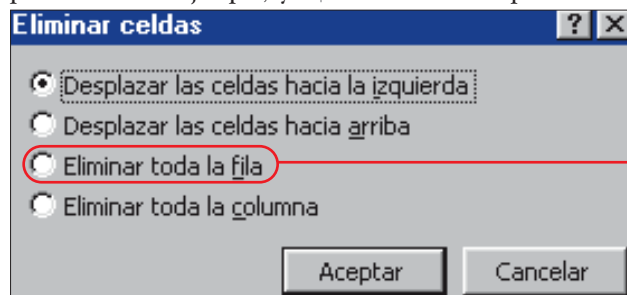 Eliminar celdas
Desplazar las celdas hacia la izquierda
Desplazar las celdas hacia arriba
Eliminar toda la fila
Eliminar toda la columna
Aceptar Cancelar